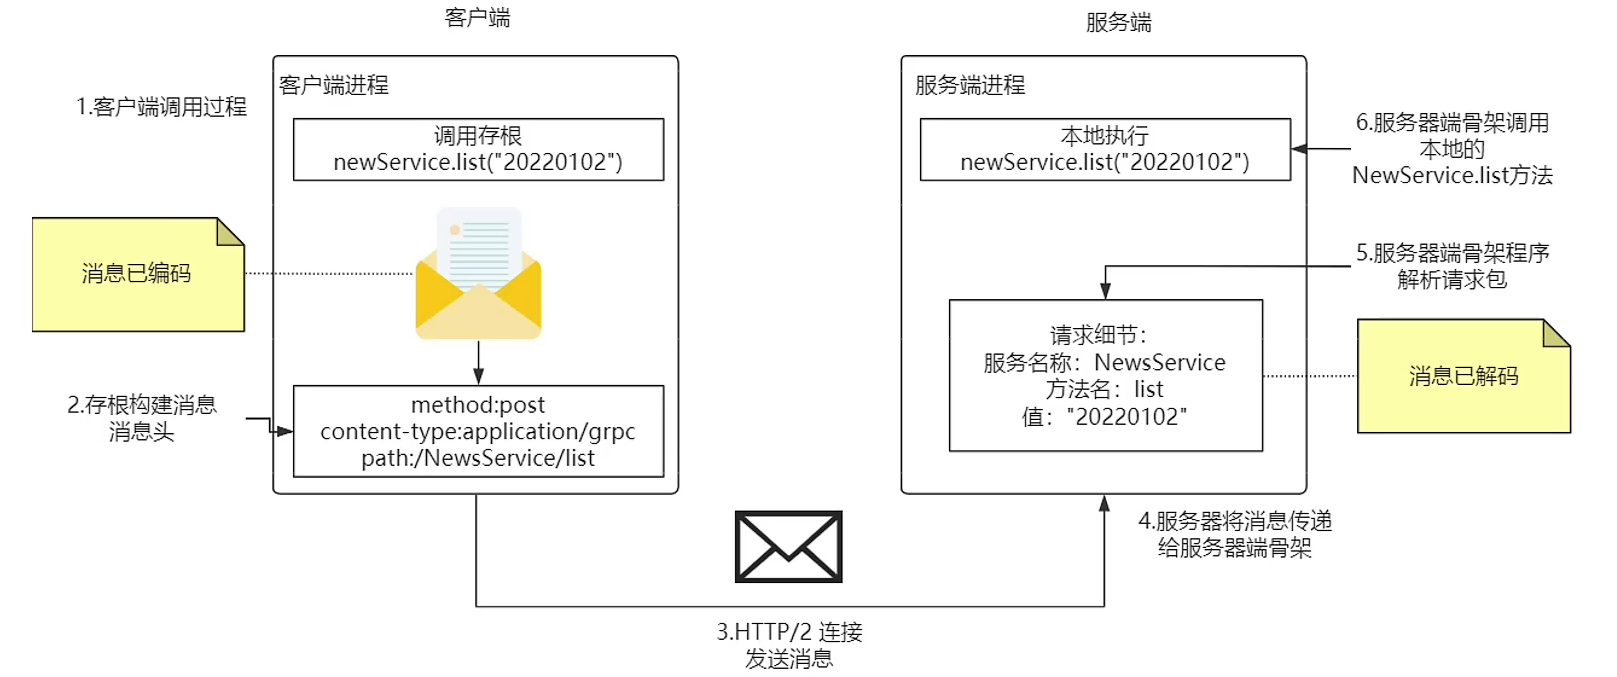 客户端
服务端
客户端进程
服务端进程
1.客户端调用过程
调用存根
newService.list("20220102")
本地执行
newService.list("20220102")
6.服务器端骨架调用
本地的
NewService.list方法
消息已编码
5.服务器端骨架程序
解析请求包
请求细节：
服务名称：NewsService
方法名：list
值："20220102"
消息已解码
2.存根构建消息
消息头
method:post
content-type:application/grpc
path:/NewsService/list
4.服务器将消息传递
给服务器端骨架
3.HTTP/2 连接
发送消息